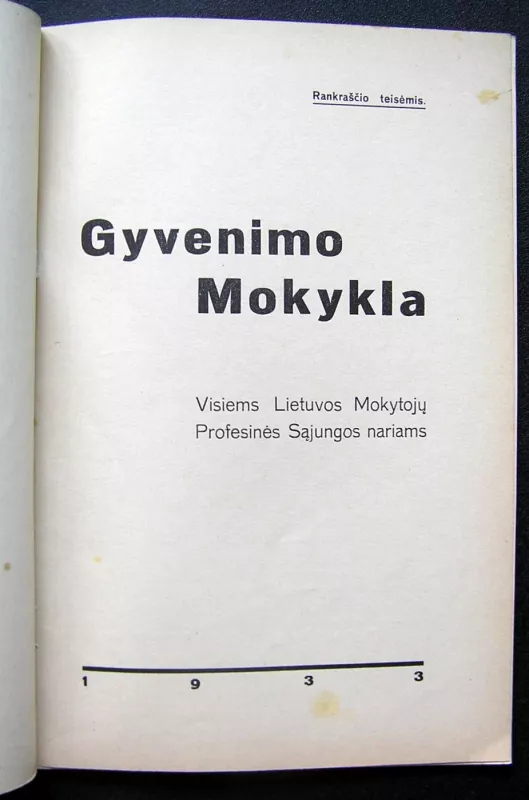 Rankraščio teisėmis.
Gyvenimo
Mokykla
Visiems Lietuvos Mokytojų
Profesinės Sąjungos nariams
1 9 3 3